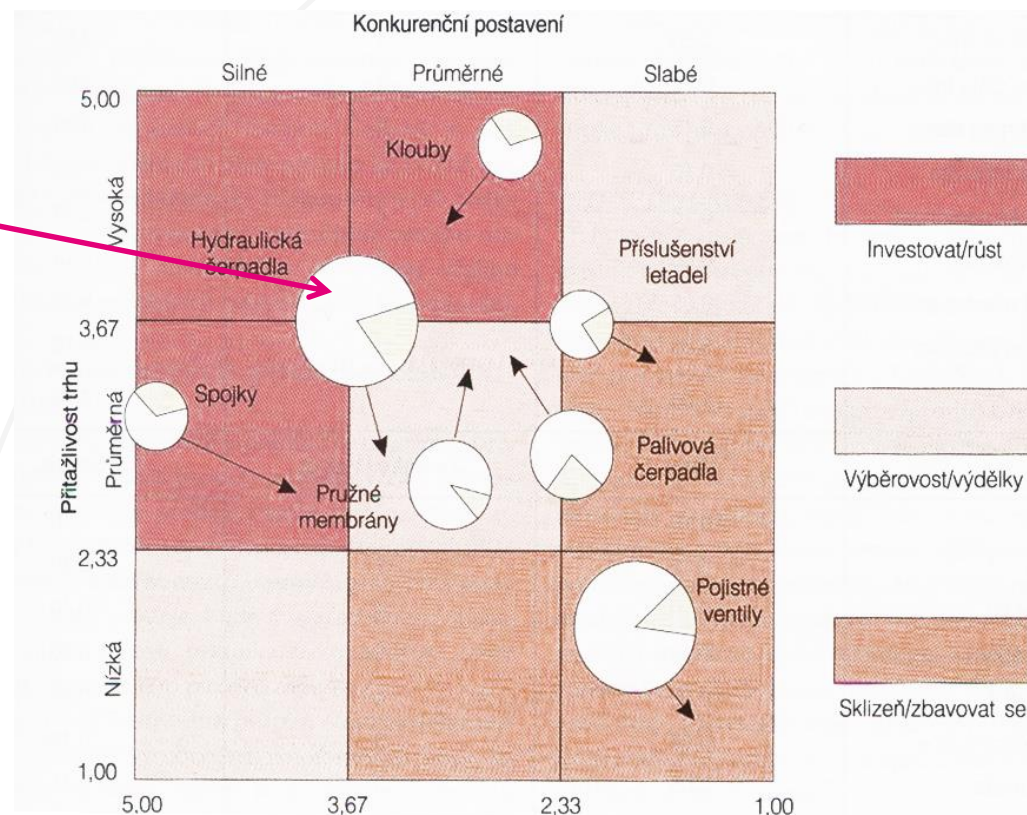 Konkurenční postavení
Silné
Průměrné
Slabé
5,00
Vysoká
Klouby
Hydraulická
čerpadla
Příslušenství
letadel
Investovat/růst
3,67
Přitažlivost trhu
Průměrná
Spojky
Pružné
membrány
Palivová
čerpadla
Výběrovost/výdělky
2,33
Nízká
Pojistné
ventily
Sklizeň/zbavovat se
1,00
5,00
3,67
2,33
1,00